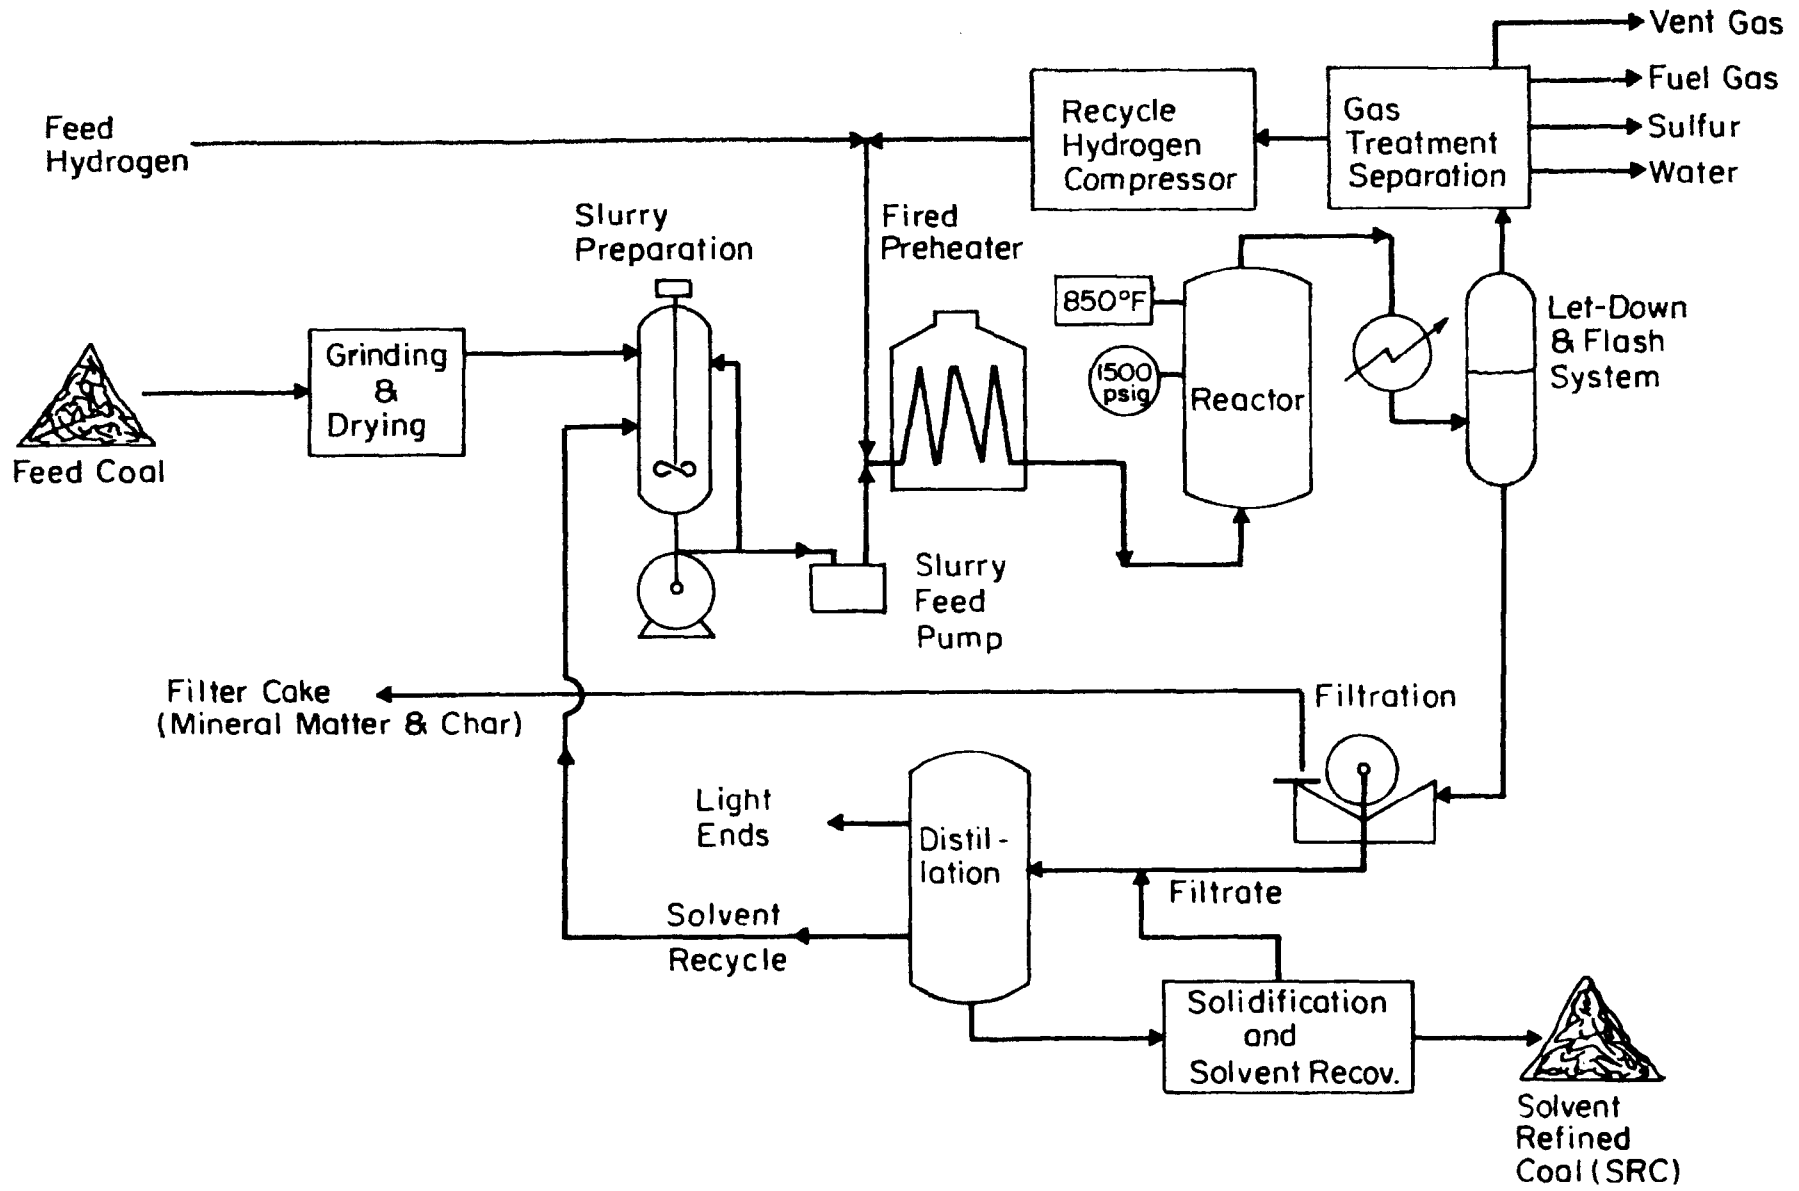 Vent Gas
Fuel Gas
Sulfur
Water
Gas
Treatment
Separation
Recycle
Hydrogen
Compressor
Feed
Hydrogen
Slurry
Preparation
Fired
Preheater
850°F
1500
psig
Reactor
Let-Down
& Flash
System
Grinding
&
Drying
Feed Coal
Slurry
Feed
Pump
Filter Cake
(Mineral Matter & Char)
Filtration
Light
Ends
Distil-
lation
Filtrate
Solvent
Recycle
Solidification
and
Solvent Recov.
Solvent
Refined
Coal (SRC)